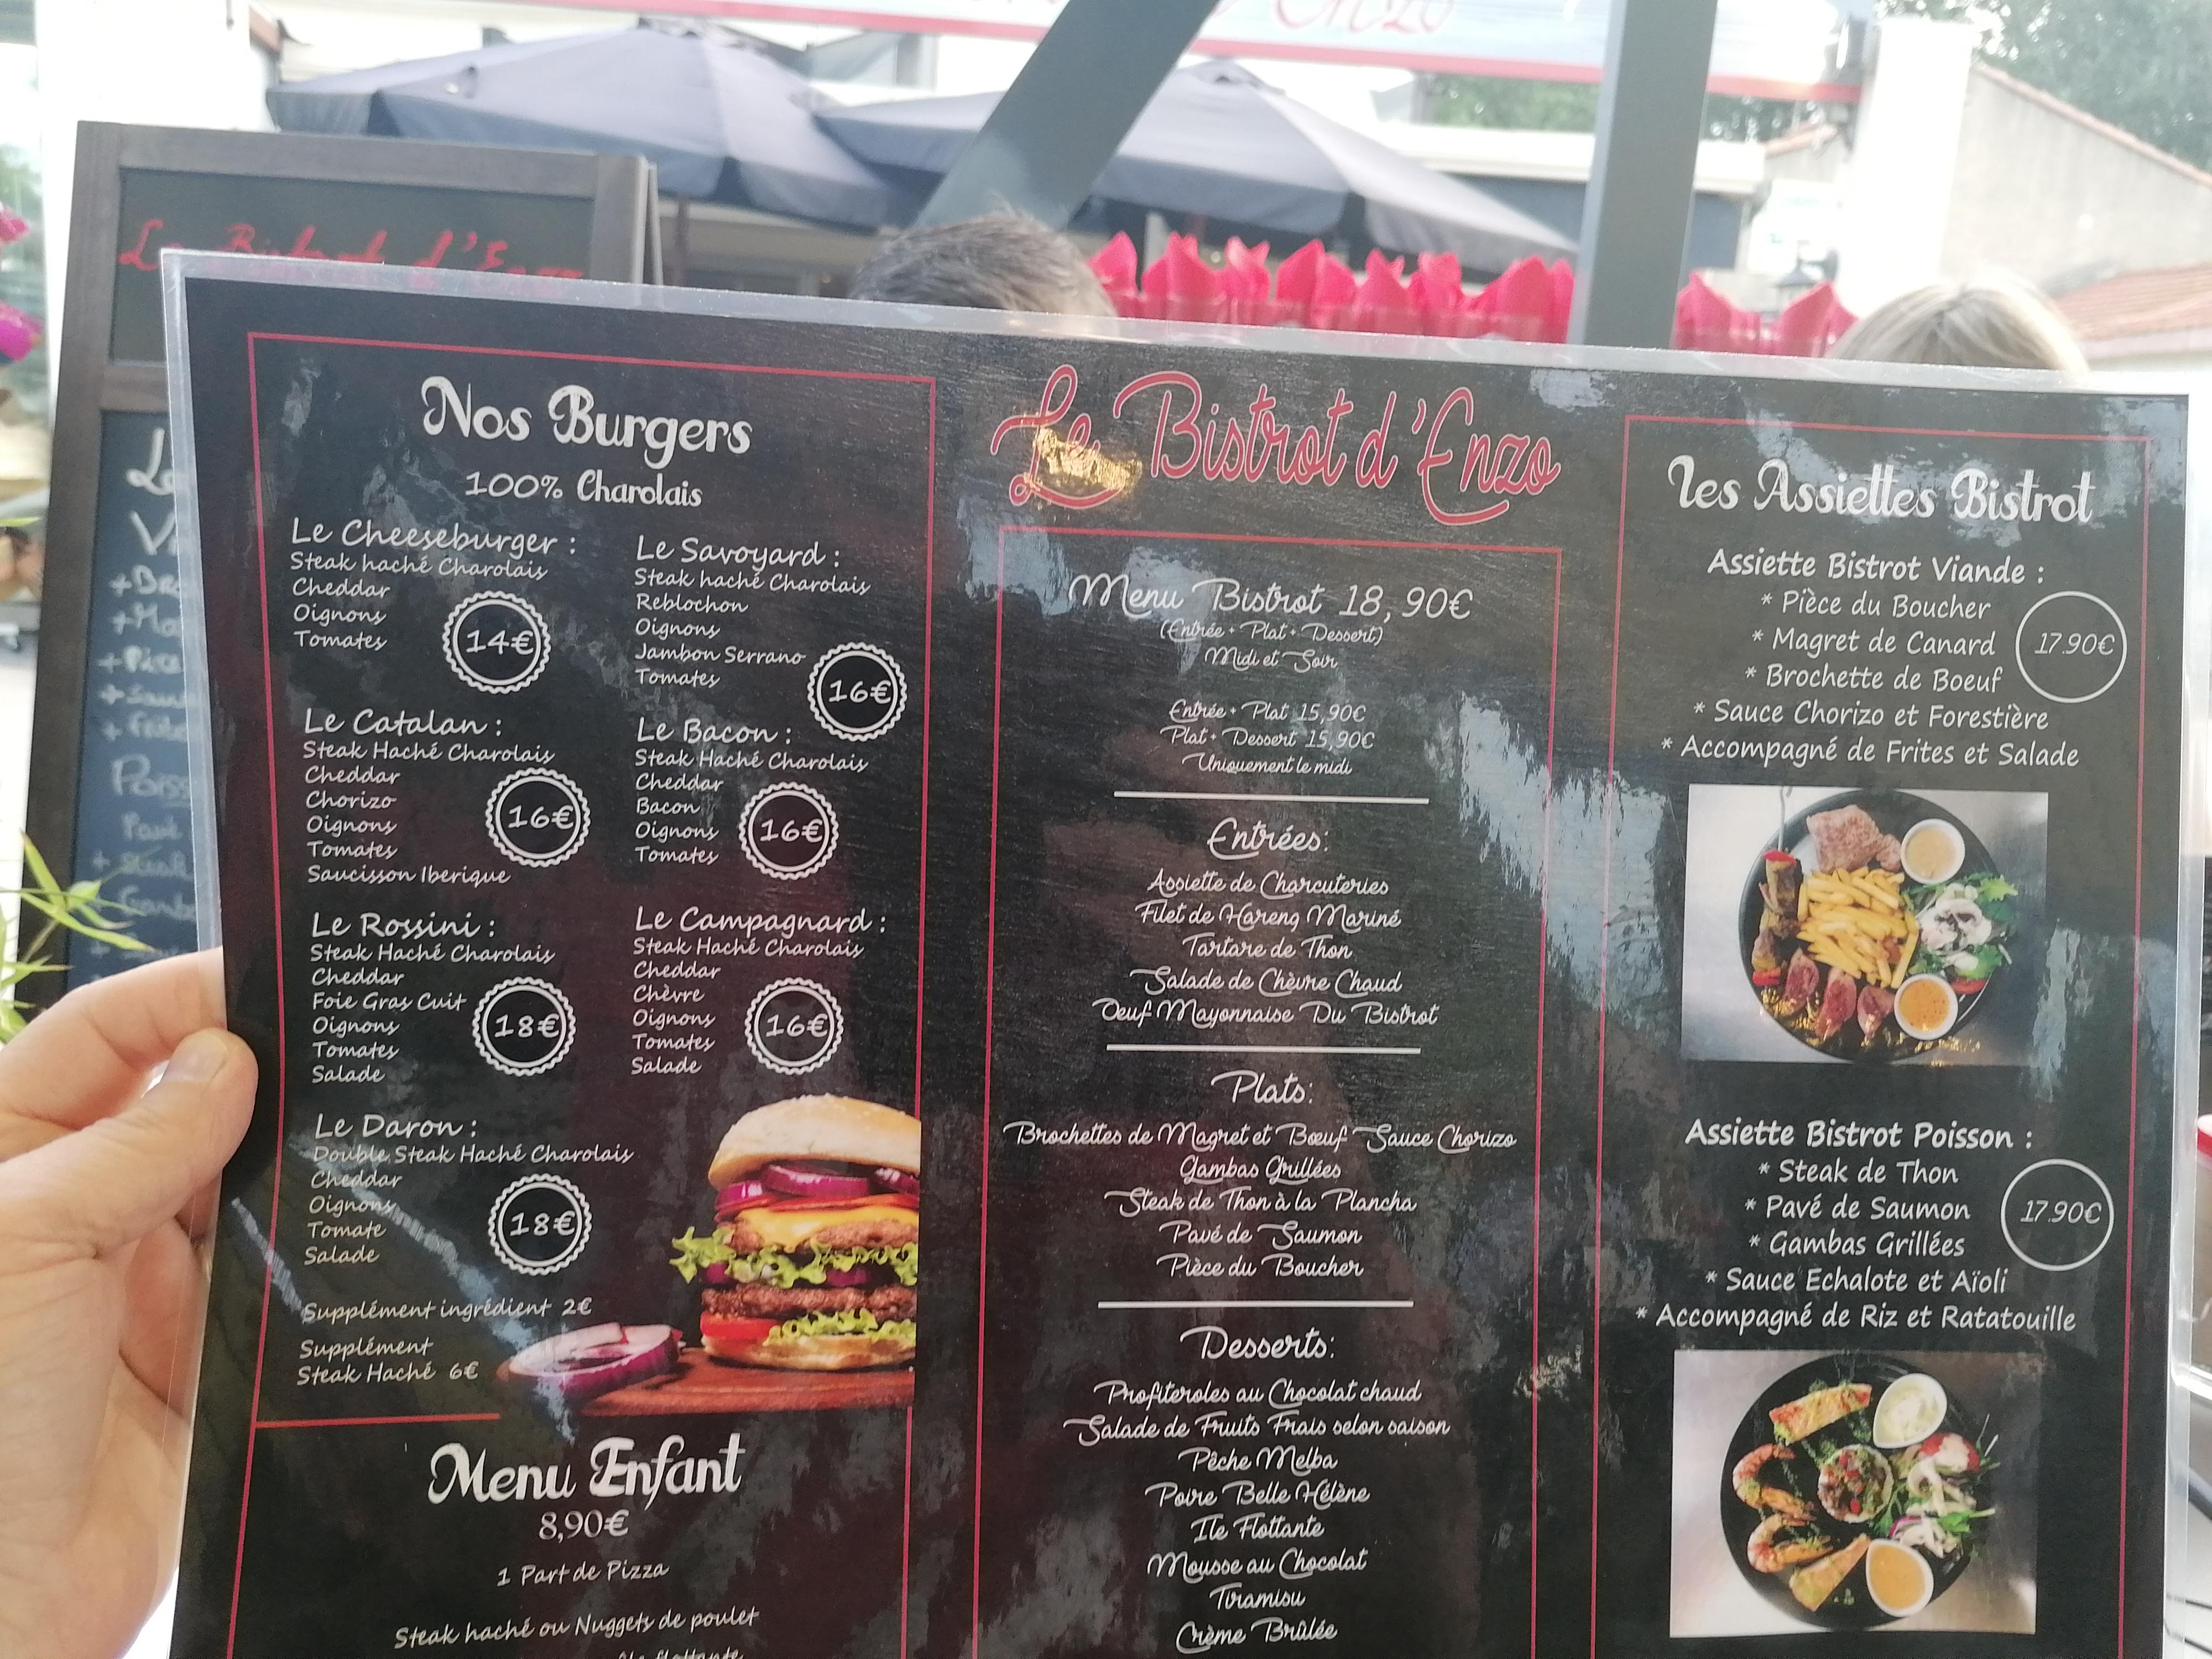 Enzo
Le Bistrot d'Enzo
Nos Burgers
100% Charolais
Le Cheeseburger :
Steak haché Charolais
Cheddar
Oignons
Tomates
14€
Le Savoyard :
Steak haché Charolais
Reblochon
Oignons
Jambon Serrano
Tomates
16€
Le Catalan :
Steak Haché Charolais
Cheddar
Chorizo
Oignons
Tomates
Saucisson Iberique
16€
Le Bacon :
Steak Haché Charolais
Cheddar
Bacon
Oignons
Tomates
16€
Le Rossini :
Steak Haché Charolais
Cheddar
Foie Gras Cuit
Oignons
Tomates
Salade
18€
Le Campagnard :
Steak Haché Charolais
Cheddar
Chèvre
Oignons
Tomates
Salade
16€
Le Daron :
Double Steak Haché Charolais
Cheddar
Oignons
Tomate
Salade
18€
Supplément ingrédient 2€
Supplément
Steak Haché 6€
Menu Enfant
8,90€
1 Part de Pizza
Steak haché ou Nuggets de poulet
Le Bistrot d'Enzo
Menu Bistrot 18,90€
(Entrée + Plat + Dessert)
Midi et Soir
Entrée + Plat 15,90€
Plat + Dessert 15,90€
Uniquement le midi
Entrées:
Assiette de Charcuteries
Filet de Hareng Mariné
Tartare de Thon
Salade de Chèvre Chaud
Oeuf Mayonnaise Du Bistrot
Plats:
Brochettes de Magret et Bœuf Sauce Chorizo
Gambas Grillées
Steak de Thon à la Plancha
Pavé de Saumon
Pièce du Boucher
Desserts:
Profiteroles au Chocolat chaud
Salade de Fruits Frais selon saison
Pêche Melba
Poire Belle Hélène
Ile Flottante
Mousse au Chocolat
Tiramisu
Crème Brûlée
Les Assiettes Bistrot
Assiette Bistrot Viande :
* Pièce du Boucher
* Magret de Canard
* Brochette de Boeuf
* Sauce Chorizo et Forestière
* Accompagné de Frites et Salade
17.90€
Assiette Bistrot Poisson :
* Steak de Thon
* Pavé de Saumon
* Gambas Grillées
* Sauce Echalote et Aïoli
* Accompagné de Riz et Ratatouille
17.90€